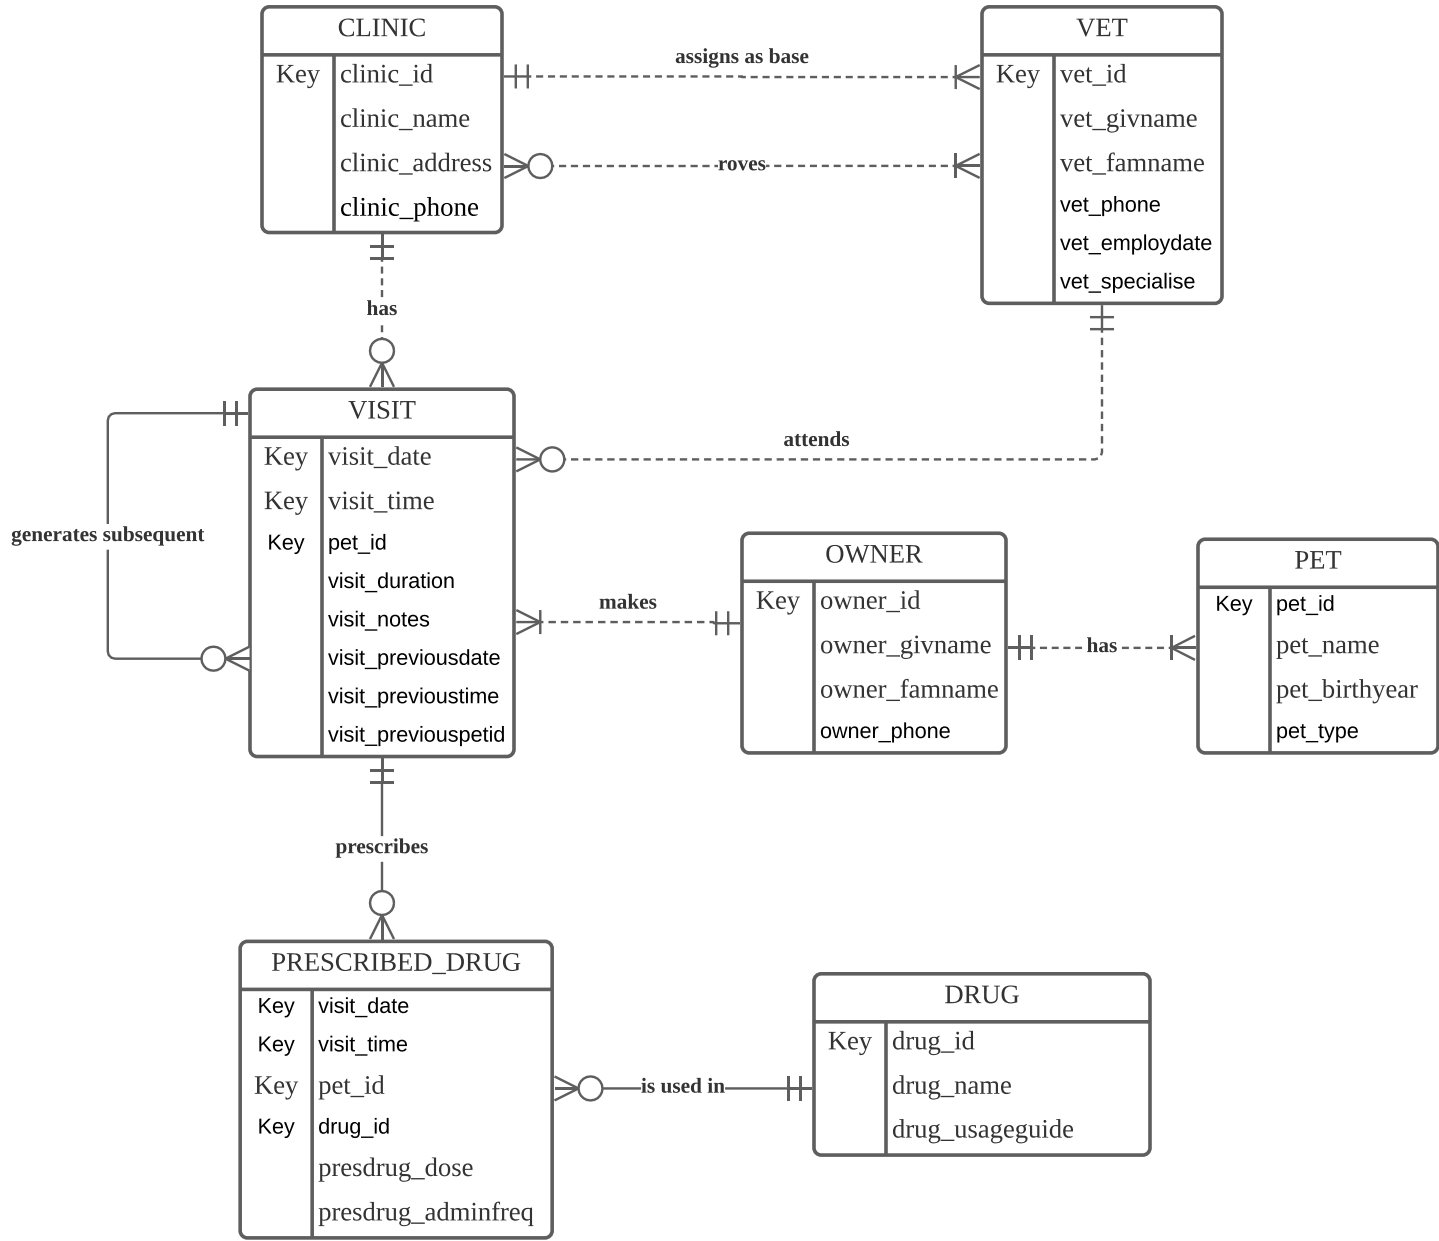 CLINIC
Key clinic_id
clinic_name
clinic_address
clinic_phone
assigns as base
roves
VET
Key vet_id
vet_givname
vet_famname
vet_phone
vet_employdate
vet_specialise
has
attends
VISIT
Key visit_date
Key visit_time
Key pet_id
visit_duration
visit_notes
visit_previousdate
visit_previoustime
visit_previouspetid
generates subsequent
makes
OWNER
Key owner_id
owner_givname
owner_famname
owner_phone
has
PET
Key pet_id
pet_name
pet_birthyear
pet_type
prescribes
PRESCRIBED_DRUG
Key visit_date
Key visit_time
Key pet_id
Key drug_id
presdrug_dose
presdrug_adminfreq
is used in
DRUG
Key drug_id
drug_name
drug_usageguide